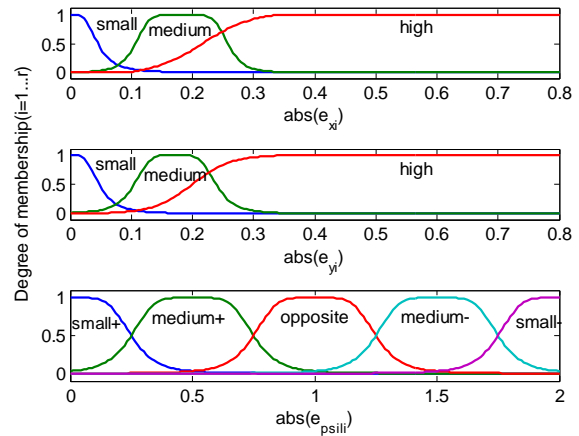 Degree of membership(i=1...r)
small medium high
1
0.5
0
0 0.1 0.2 0.3 0.4 0.5 0.6 0.7 0.8
abs(e_xi)
small medium high
1
0.5
0
0 0.1 0.2 0.3 0.4 0.5 0.6 0.7 0.8
abs(e_yi)
small+ medium+ opposite medium- small-
1
0.5
0
0 0.5 1 1.5 2
abs(e_psili)